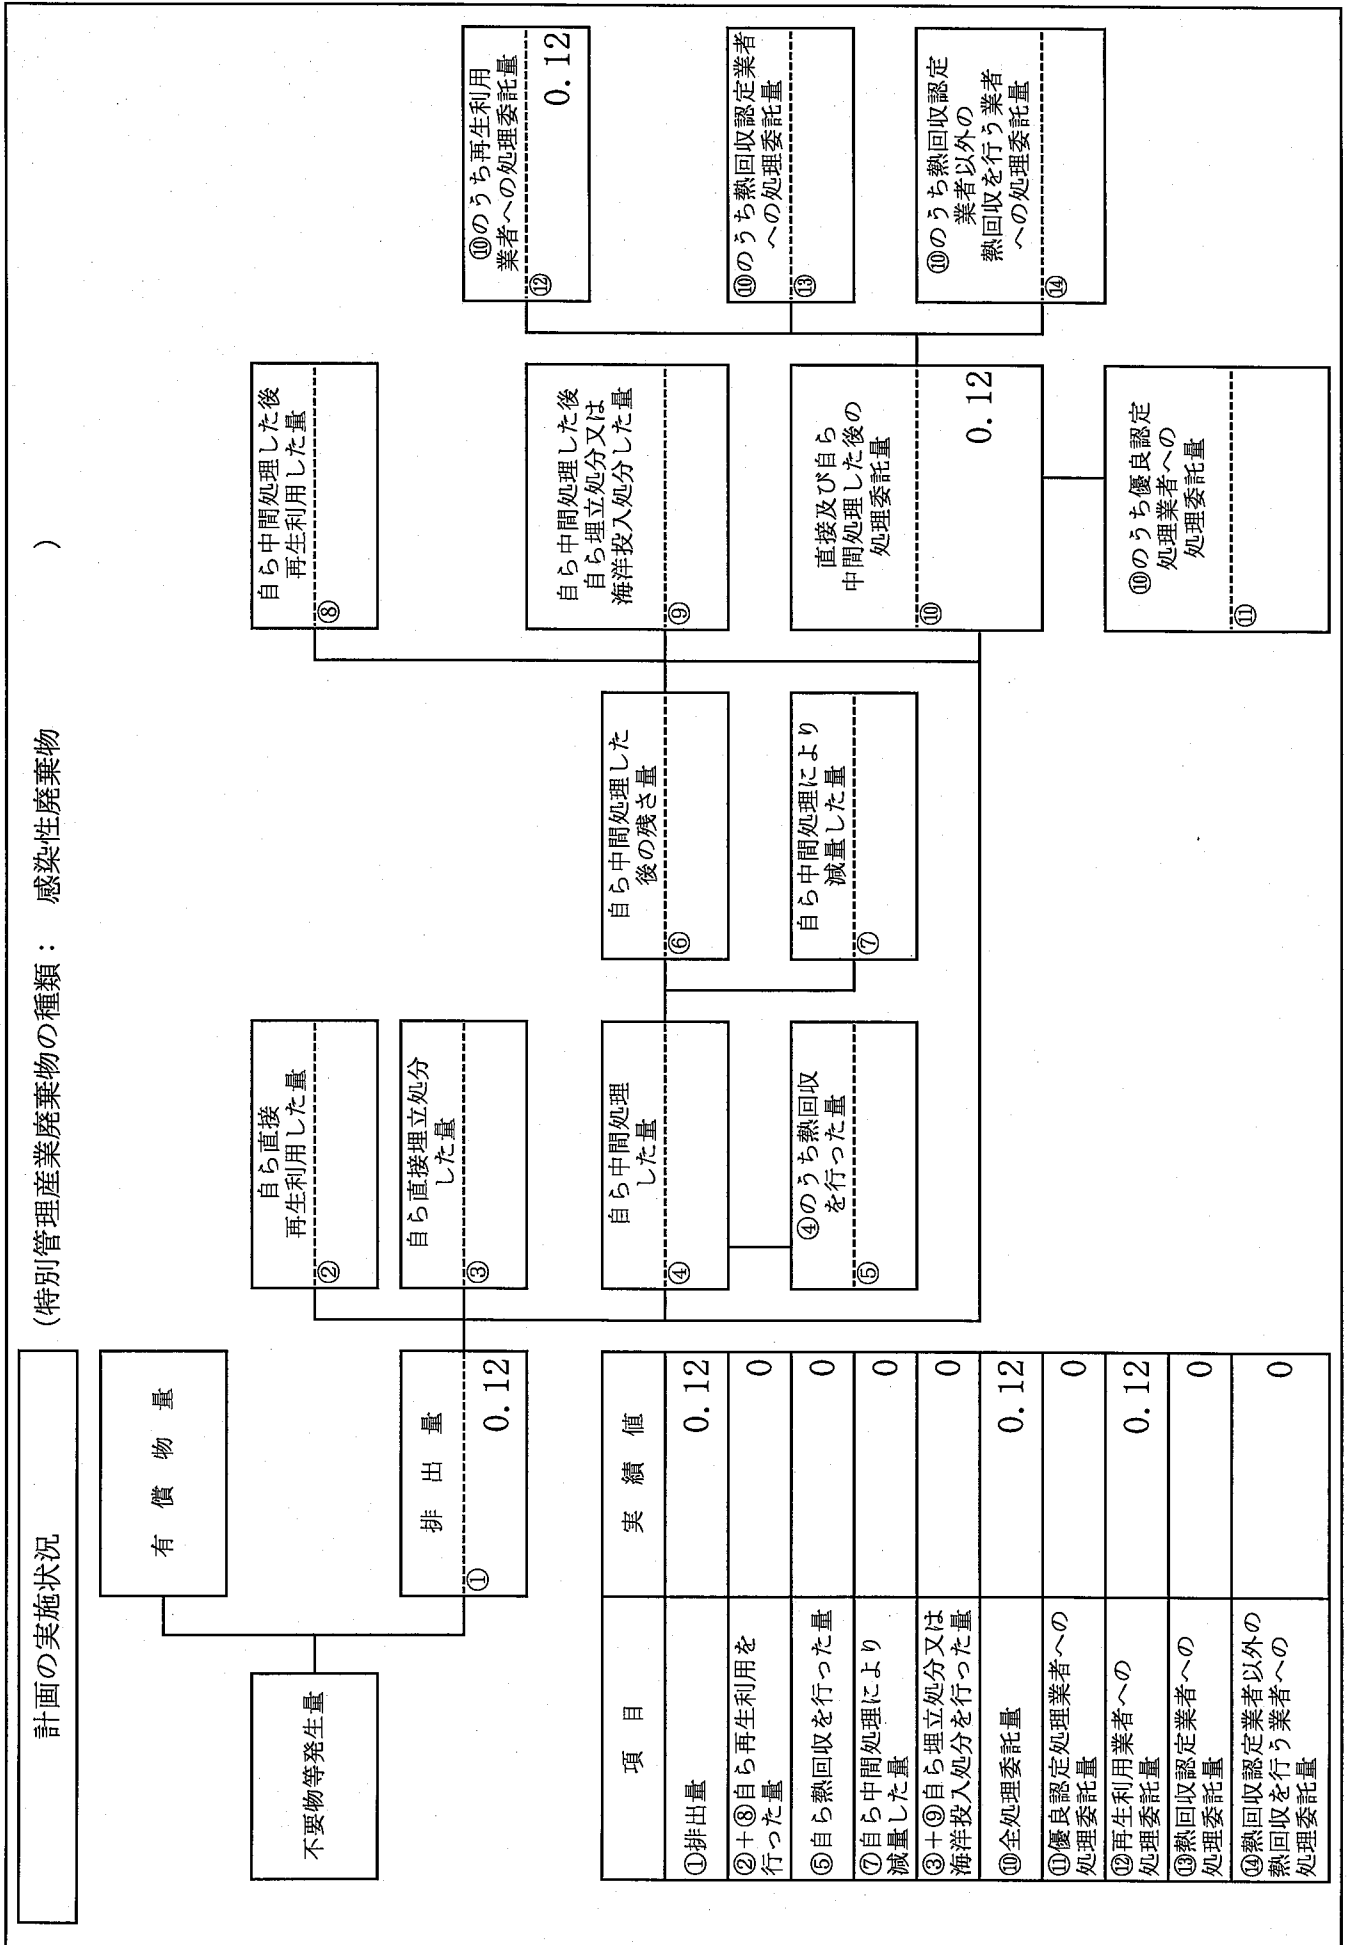 計画の実施状況
(特別管理産業廃棄物の種類： 感染性廃棄物 )
不要物等発生量
有償物量
排出量
① 0.12
自ら直接
再生利用した量
②
自ら直接埋立処分
した量
③
自ら中間処理
した量
④
④のうち熱回収
を行った量
⑤
自ら中間処理した
後の残さ量
⑥
自ら中間処理により
減量した量
⑦
自ら中間処理した後
再生利用した量
⑧
自ら中間処理した後
自ら埋立処分又は
海洋投入処分した量
⑨
直接及び自ら
中間処理した後の
処理委託量
⑩ 0.12
⑩のうち優良認定
処理業者への
処理委託量
⑪
⑩のうち再生利用
業者への処理委託量
⑫ 0.12
⑩のうち熱回収認定業者
への処理委託量
⑬
⑩のうち熱回収認定
業者以外の
熱回収を行う業者
への処理委託量
⑭
項目 実績値
①排出量 0.12
②+⑧自ら再生利用を
行った量 0
⑤自ら熱回収を行った量 0
⑦自ら中間処理により
減量した量 0
③+⑨自ら埋立処分又は
海洋投入処分を行った量 0
⑩全処理委託量 0.12
⑪優良認定処理業者への
処理委託量 0
⑫再生利用業者への
処理委託量 0.12
⑬熱回収認定業者への
処理委託量 0
⑭熱回収認定業者以外の
熱回収を行う業者への
処理委託量 0